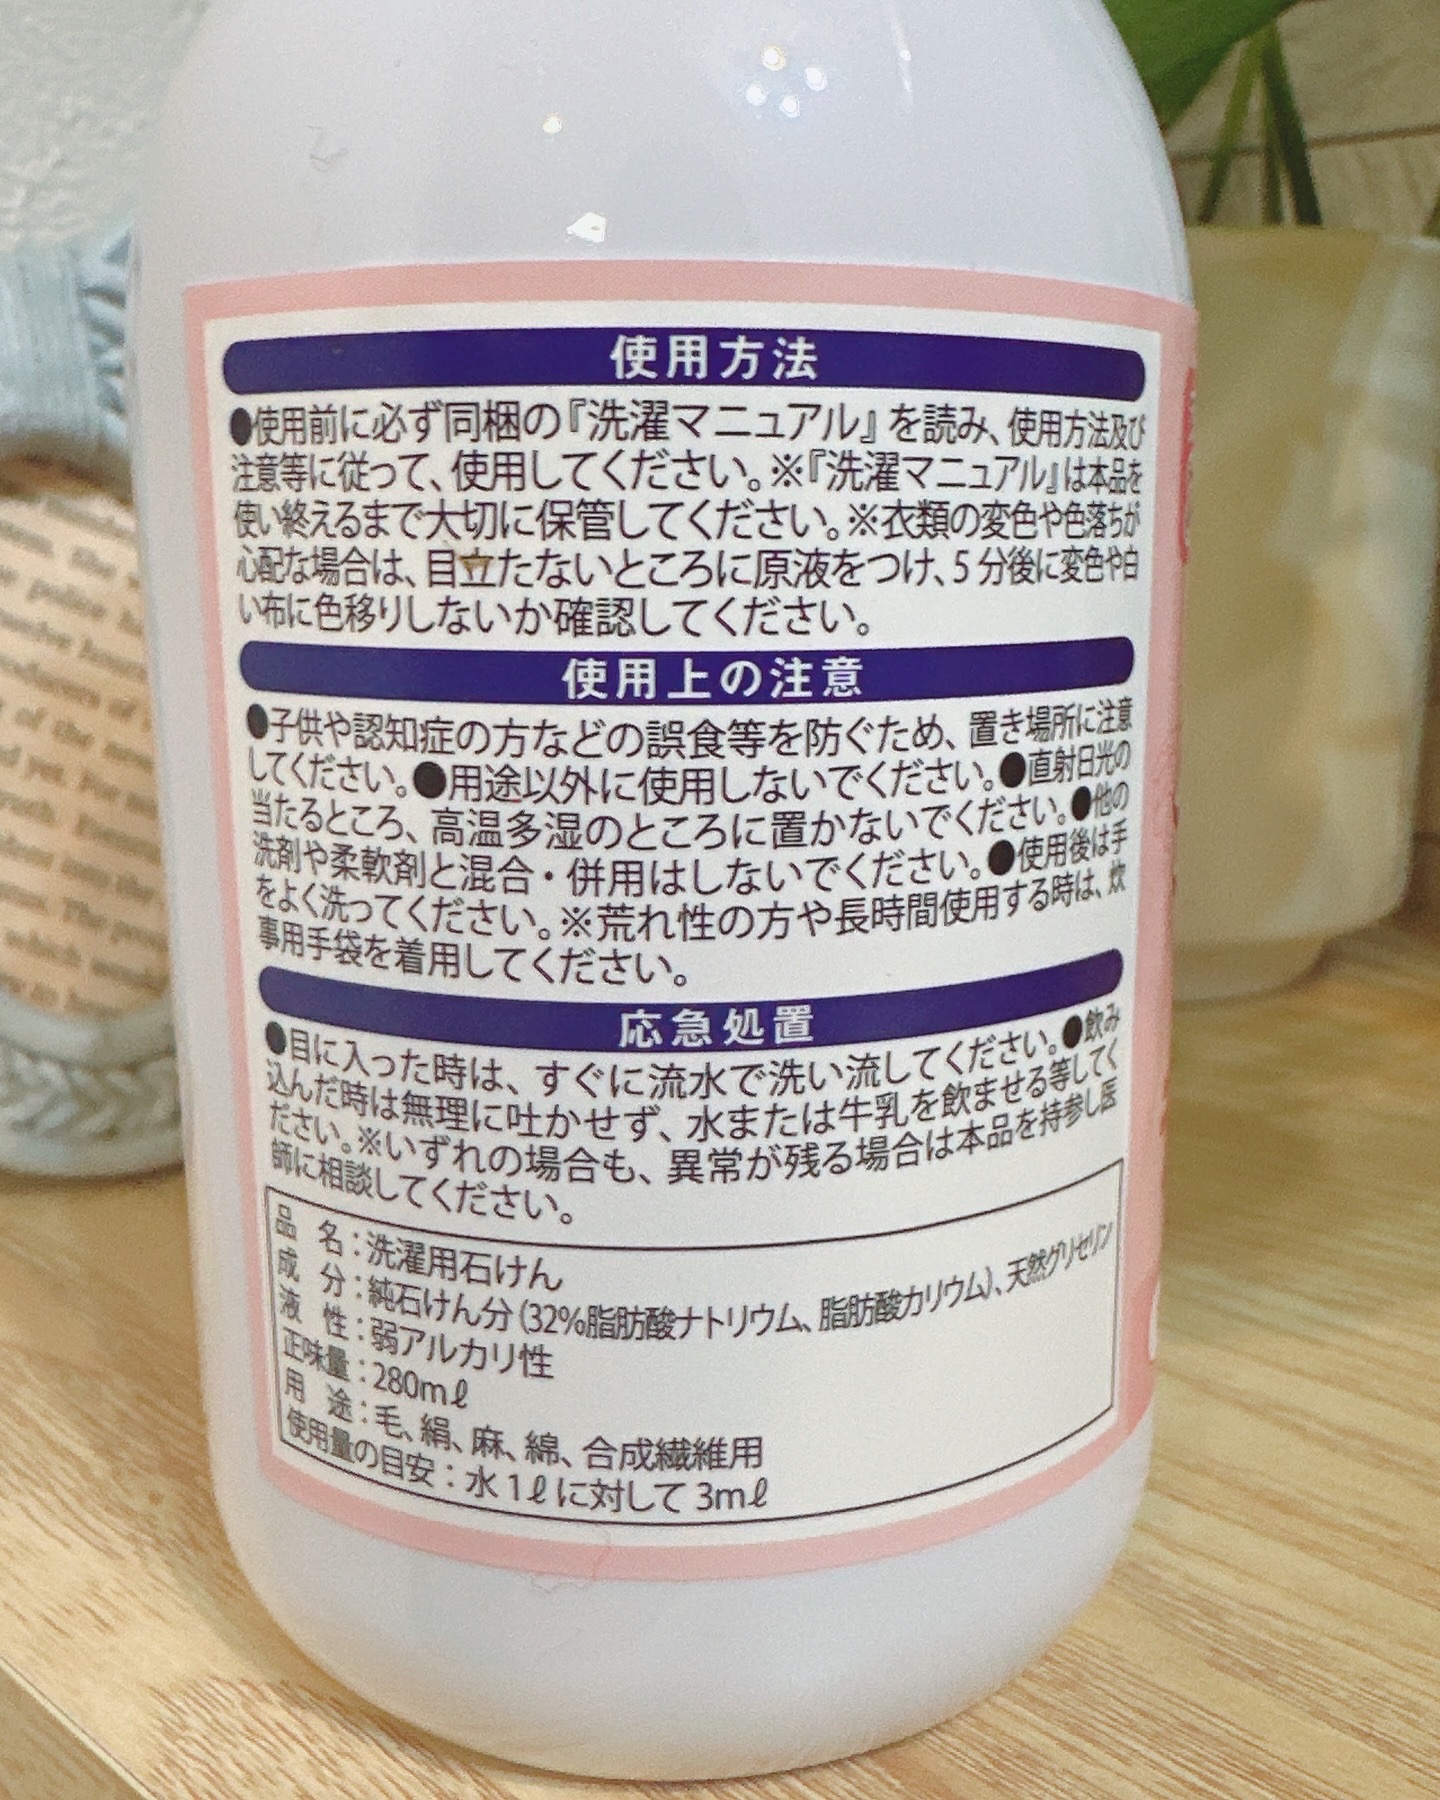 使用方法
●使用前に必ず同梱の『洗濯マニュアル』を読み、使用方法及び
注意等に従って、使用してください。※『洗濯マニュアル』は本品を
使い終えるまで大切に保管してください。※衣類の変色や色落ちが
心配な場合は、目立たないところに原液をつけ、5分後に変色や白
い布に色移りしないか確認してください。
使用上の注意
●子供や認知症の方などの誤食等を防ぐため、置き場所に注意
してください。●用途以外に使用しないでください。●直射日光の
当たるところ、高温多湿のところに置かないでください。●他の
洗剤や柔軟剤と混合・併用はしないでください。●使用後は手
をよく洗ってください。※荒れ性の方や長時間使用する時は、炊
事用手袋を着用してください。
応急処置
●目に入った時は、すぐに流水で洗い流してください。●飲み
込んだ時は無理に吐かせず、水または牛乳を飲ませる等してく
ださい。※いずれの場合も、異常が残る場合は本品を持参し医
師に相談してください。
品名：洗濯用石けん
成分：純石けん分(32%脂肪酸ナトリウム、脂肪酸カリウム)、天然グリセリン
液性：弱アルカリ性
正味量：280mℓ
用途：毛、絹、麻、綿、合成繊維用
使用量の目安：水1ℓに対して3mℓ